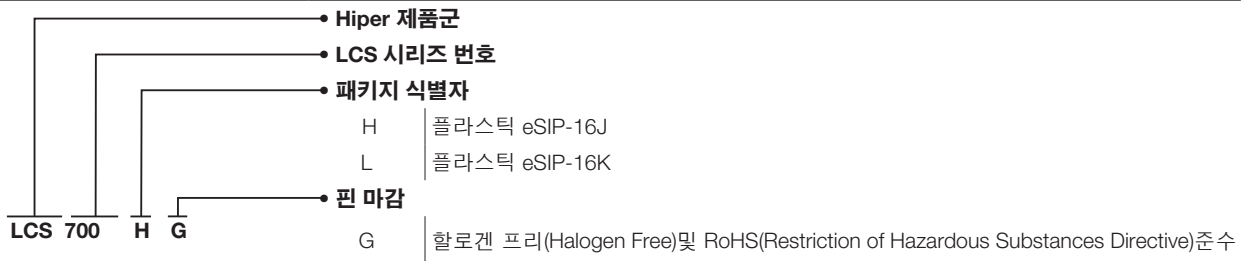 Hiper 제품군
LCS 시리즈 번호
패키지 식별자
H 플라스틱 eSIP-16J
L 플라스틱 eSIP-16K
핀 마감
LCS 700 H G
G 할로겐 프리(Halogen Free)및 RoHS(Restriction of Hazardous Substances Directive)준수